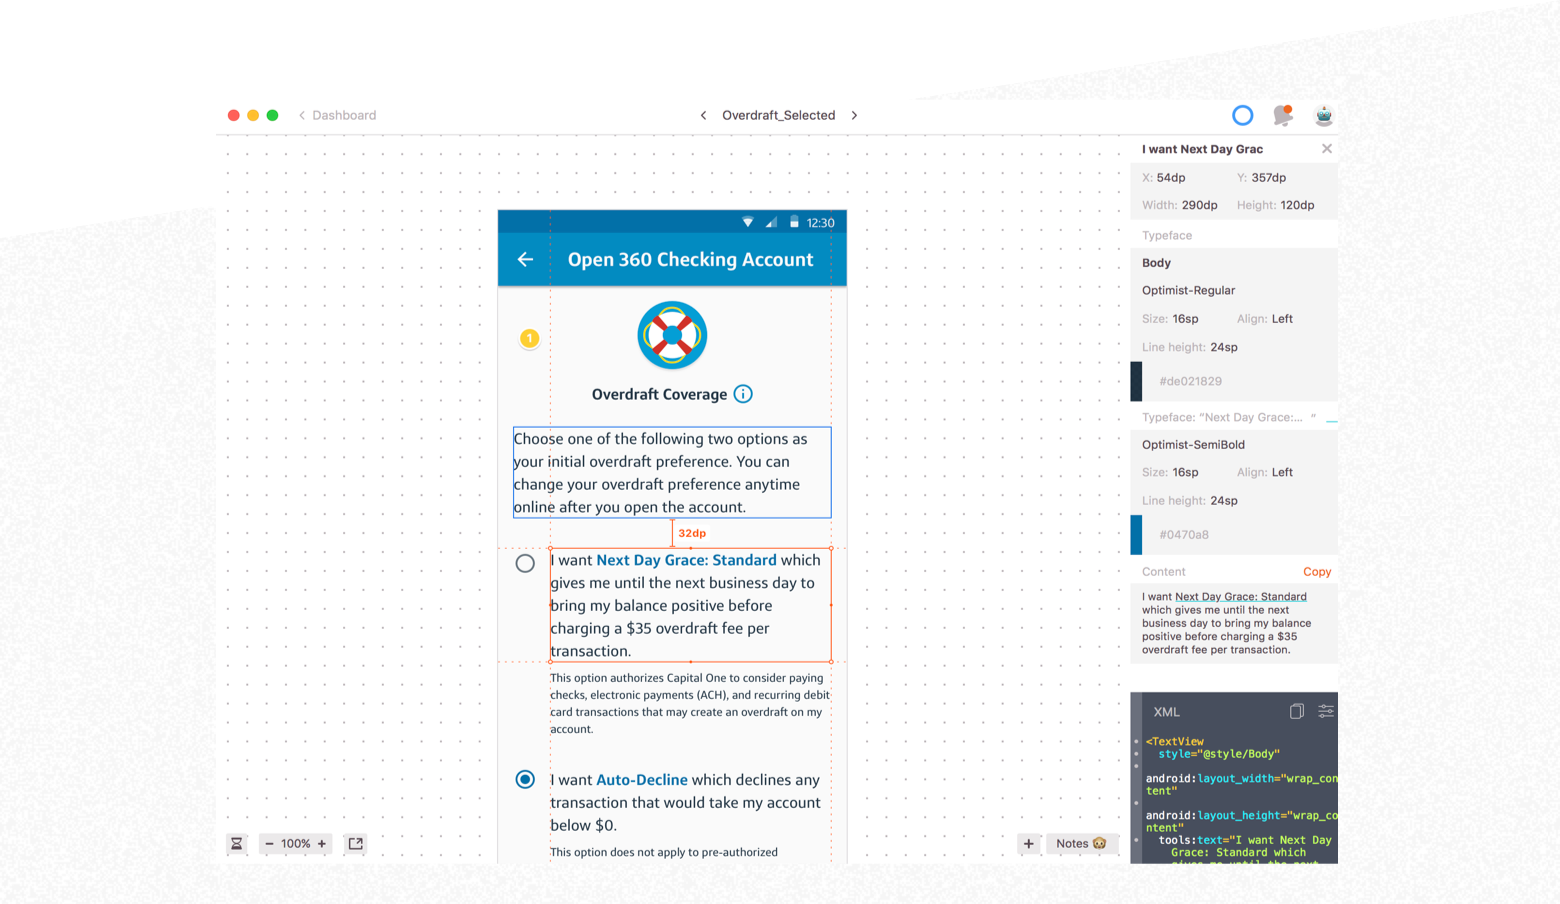 Dashboard
Overdraft_Selected
I want Next Day Grac
X: 54dp Y: 357dp
Width: 290dp Height: 120dp
Typeface
Body
Optimist-Regular
Size: 16sp Align: Left
Line height: 24sp
#de021829
Typeface: “Next Day Grace:... ”
Optimist-SemiBold
Size: 16sp Align: Left
Line height: 24sp
#0470a8
Content Copy
I want Next Day Grace: Standard
which gives me until the next
business day to bring my balance
positive before charging a $35
overdraft fee per transaction.
XML
<TextView
style="@style/Body"
android:layout_width="wrap_con
tent"
android:layout_height="wrap_co
ntent"
tools:text="I want Next Day
Grace: Standard which
gives me until the next
12:30
Open 360 Checking Account
1
Overdraft Coverage
Choose one of the following two options as
your initial overdraft preference. You can
change your overdraft preference anytime
online after you open the account.
32dp
I want Next Day Grace: Standard which
gives me until the next business day to
bring my balance positive before
charging a $35 overdraft fee per
transaction.
This option authorizes Capital One to consider paying
checks, electronic payments (ACH), and recurring debit
card transactions that may create an overdraft on my
account.
I want Auto-Decline which declines any
transaction that would take my account
below $0.
This option does not apply to pre-authorized
− 100% +
+ Notes